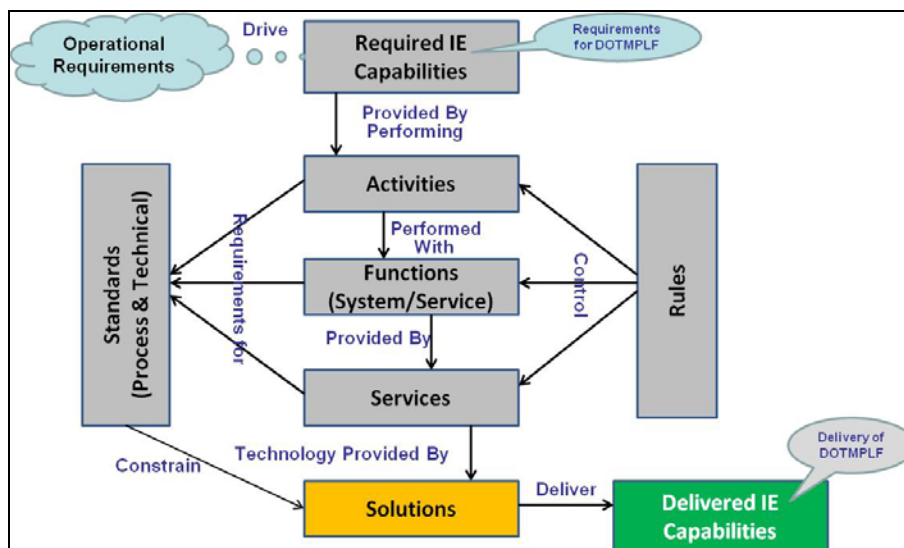 Operational
Requirements
Drive
Required IE
Capabilities
Requirements
for DOTMPLF
Provided By
Performing
Activities
Performed
With
Functions
(System/Service)
Provided By
Services
Standards
(Process & Technical)
Requirements for
Control
Rules
Constrain
Technology Provided By
Solutions
Deliver
Delivered IE
Capabilities
Delivery of
DOTMPLF